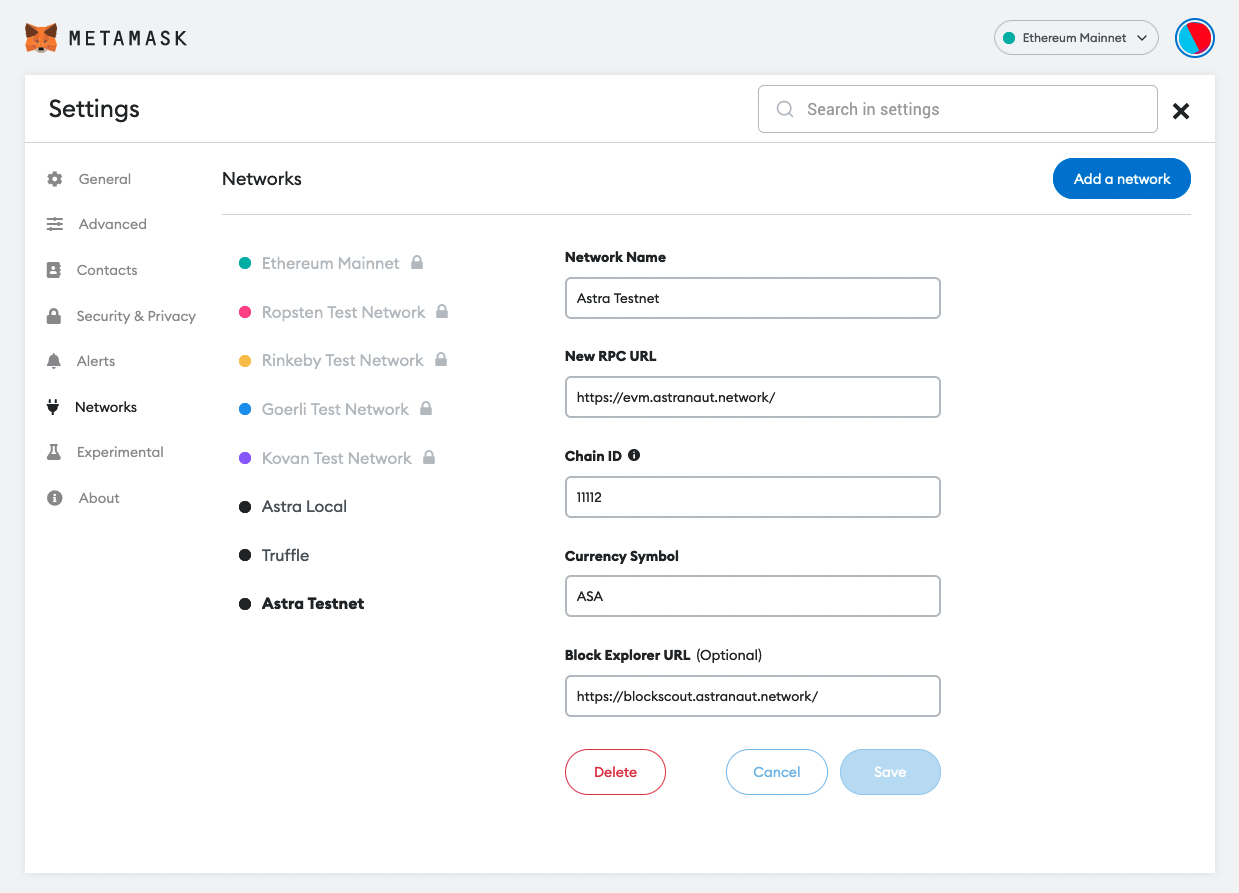 METAMASK
Ethereum Mainnet
Settings
Search in settings
General
Advanced
Contacts
Security & Privacy
Alerts
Networks
Experimental
About
Networks
Add a network
Ethereum Mainnet
Ropsten Test Network
Rinkeby Test Network
Goerli Test Network
Kovan Test Network
Astra Local
Truffle
Astra Testnet
Network Name
Astra Testnet
New RPC URL
https://evm.astranaut.network/
Chain ID
11112
Currency Symbol
ASA
Block Explorer URL (Optional)
https://blockscout.astranaut.network/
Delete
Cancel
Save